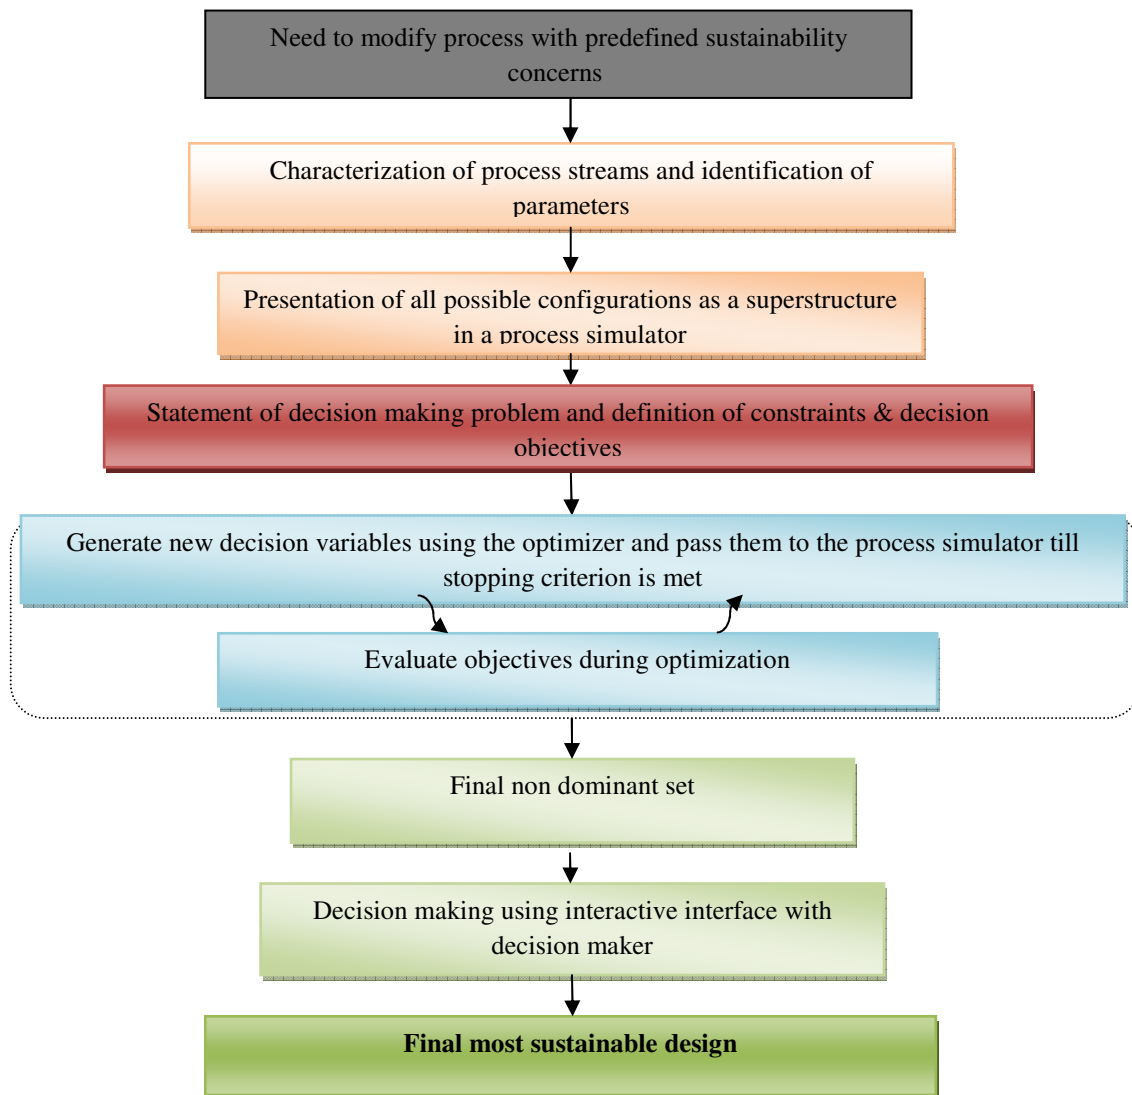 Need to modify process with predefined sustainability
concerns
Characterization of process streams and identification of
parameters
Presentation of all possible configurations as a superstructure
in a process simulator
Statement of decision making problem and definition of constraints & decision
objectives
Generate new decision variables using the optimizer and pass them to the process simulator till
stopping criterion is met
Evaluate objectives during optimization
Final non dominant set
Decision making using interactive interface with
decision maker
Final most sustainable design